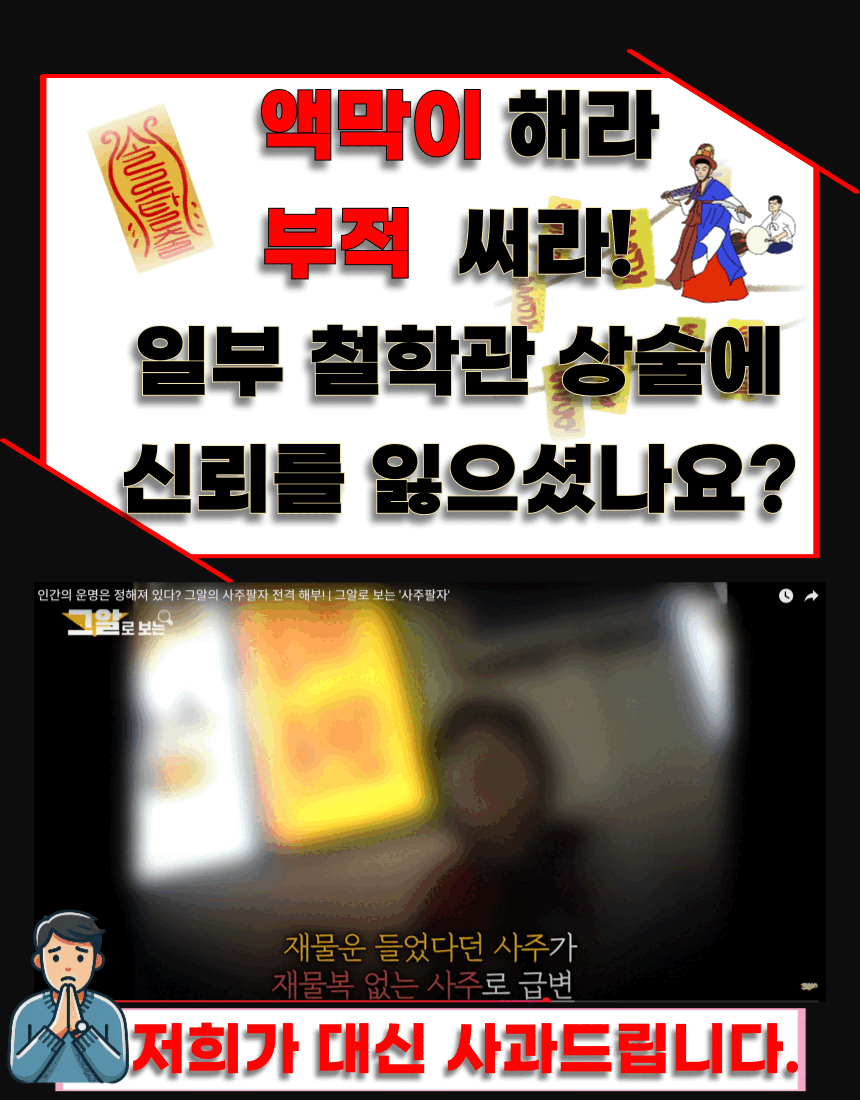 액막이 해라
부적 써라!
일부 철학관 상술에
신뢰를 잃으셨나요?
인간의 운명은 정해져 있다? 그알의 사주팔자 전격 해부! | 그알로 보는 '사주팔자'
그알로 보는
재물운 들었다던 사주가
재물복 없는 사주로 급변
저희가 대신 사과드립니다.